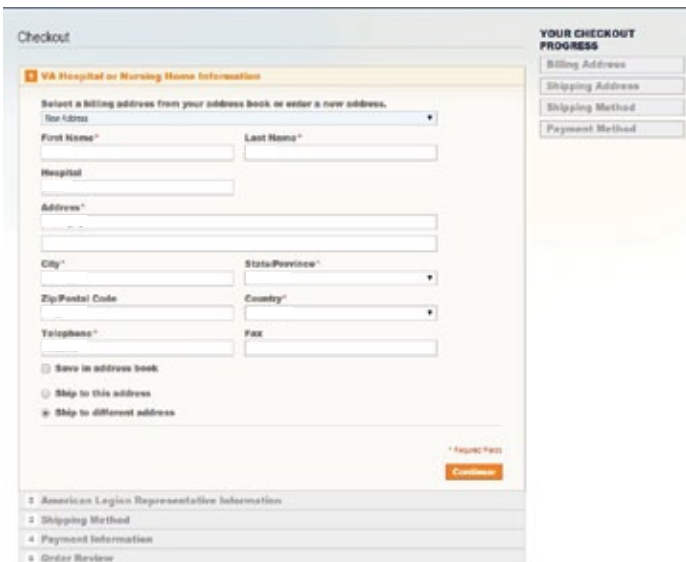 Checkout
1 VA Hospital or Nursing Home Information
Select a billing address from your address book or enter a new address.
New Address
First Name* Last Name*
Hospital
Address*
City* State/Province*
Zip/Postal Code Country*
Telephone* Fax
Save in address book
Ship to this address
Ship to different address
* Required Fields
Continue
2 American Legion Representative Information
3 Shipping Method
4 Payment Information
5 Order Review
YOUR CHECKOUT
PROGRESS
Billing Address
Shipping Address
Shipping Method
Payment Method